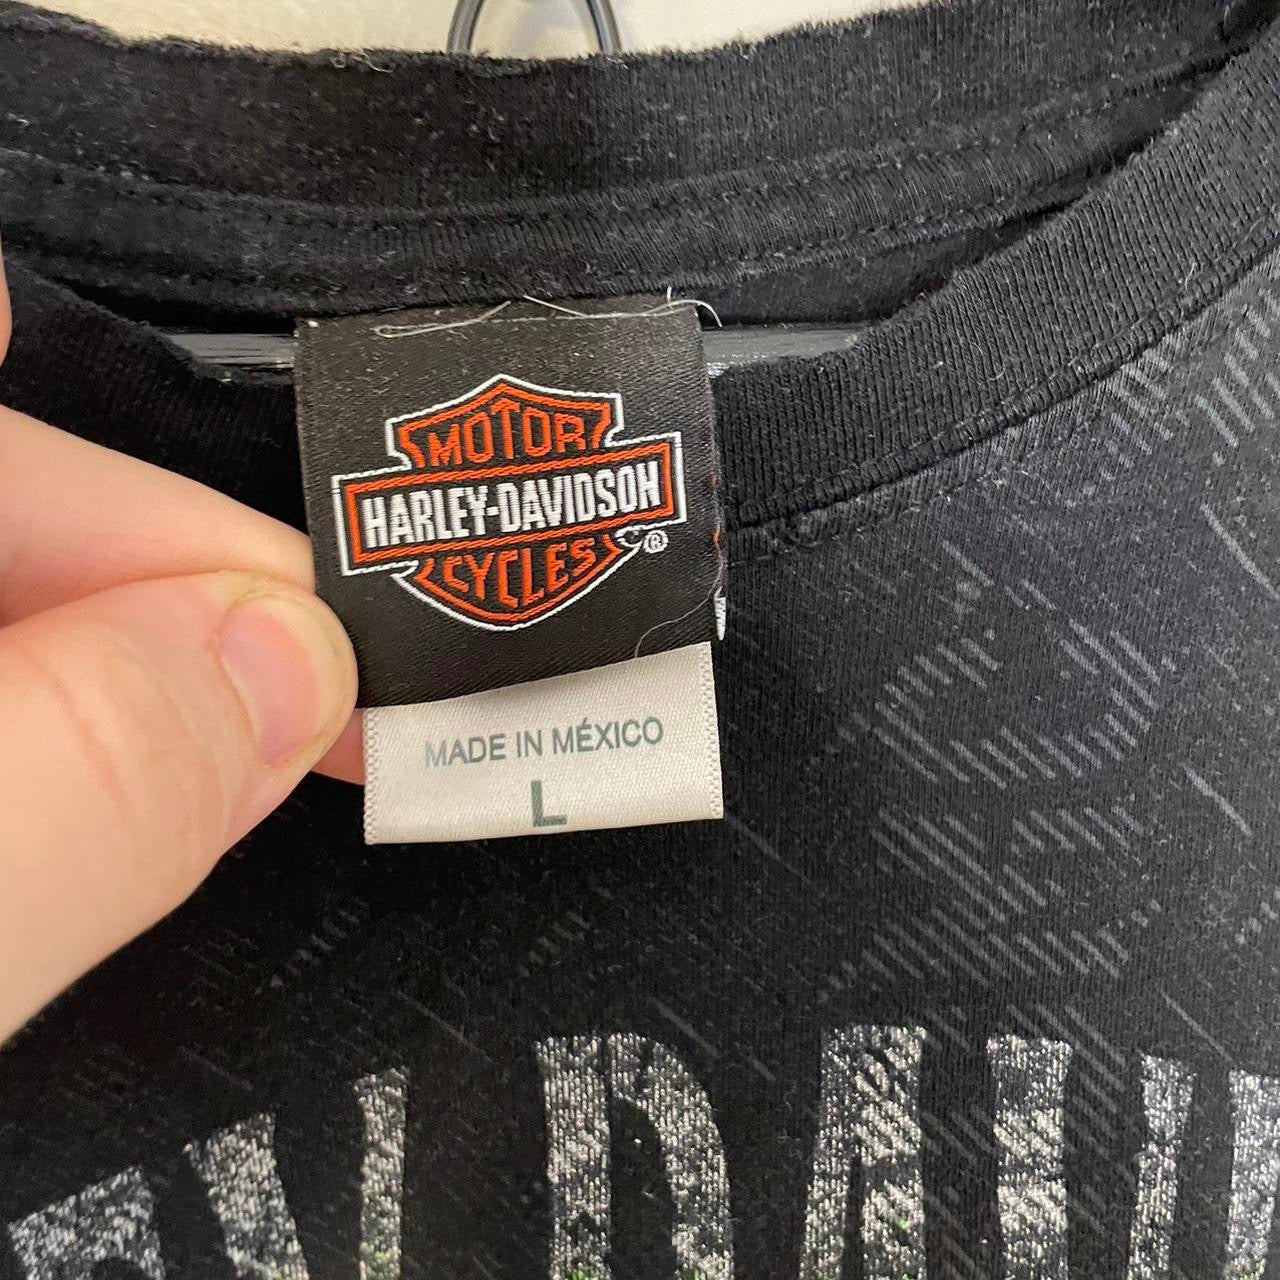 MOTOR
HARLEY-DAVIDSON
CYCLES
®
MADE IN MÉXICO
L